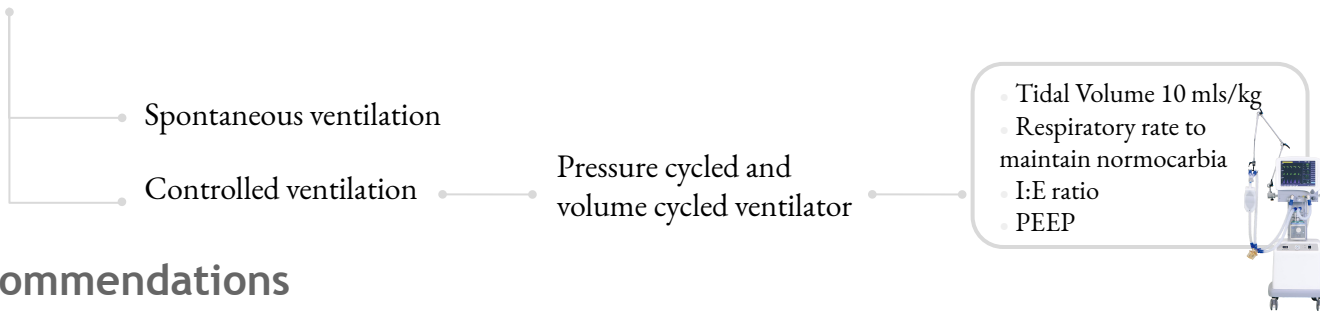 Spontaneous ventilation
Controlled ventilation
Pressure cycled and
volume cycled ventilator
Tidal Volume 10 mls/kg
Respiratory rate to
maintain normocarbia
I:E ratio
PEEP
ommendations